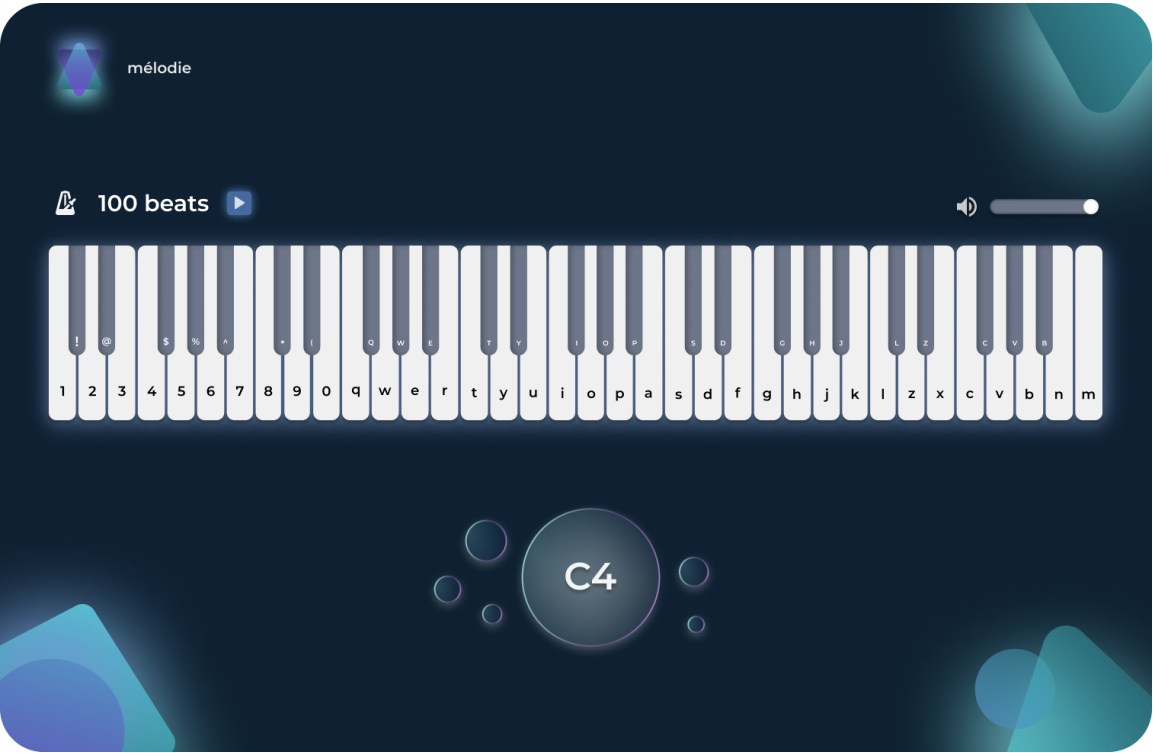 mélodie
100 beats
! @ $ % ^ * ( Q W E T Y I O P S D G H J L Z C V B
1 2 3 4 5 6 7 8 9 0 q w e r t y u i o p a s d f g h j k l z x c v b n m
C4